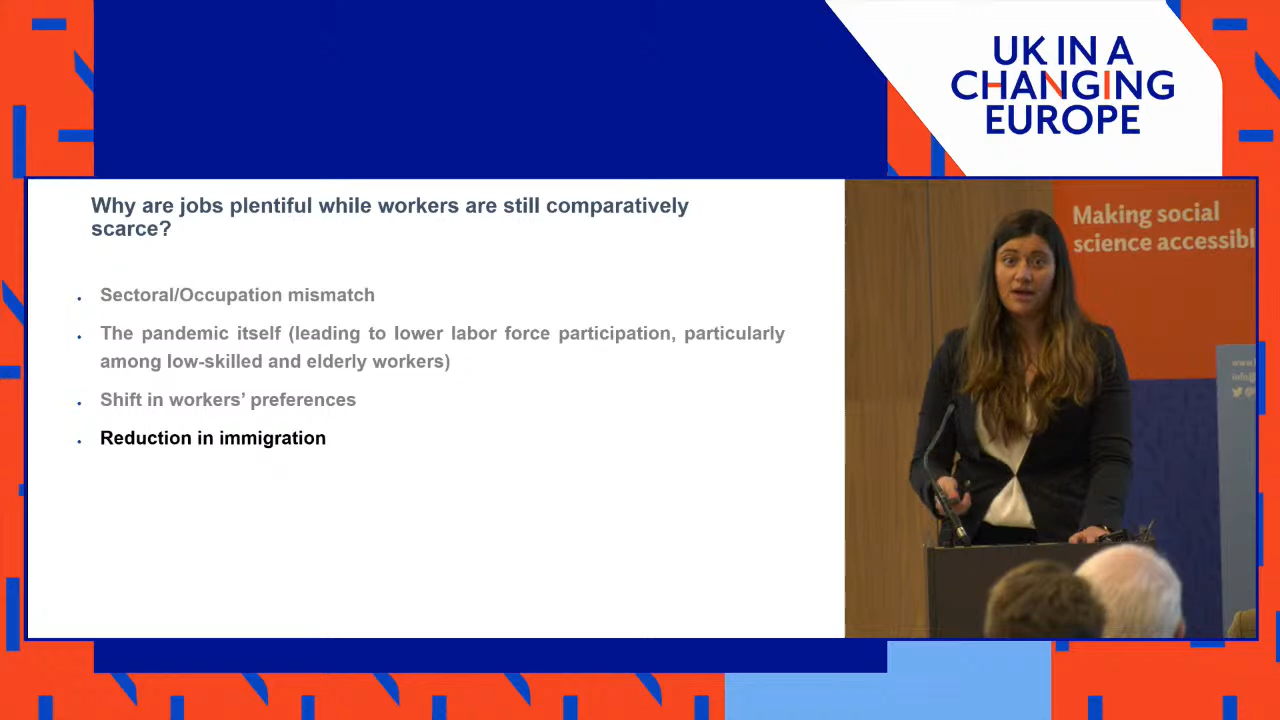 UK IN A
CHANGING
EUROPE
Why are jobs plentiful while workers are still comparatively
scarce?
Sectoral/Occupation mismatch
The pandemic itself (leading to lower labor force participation, particularly
among low-skilled and elderly workers)
Shift in workers’ preferences
Reduction in immigration
Making social
science accessibl
www
info@